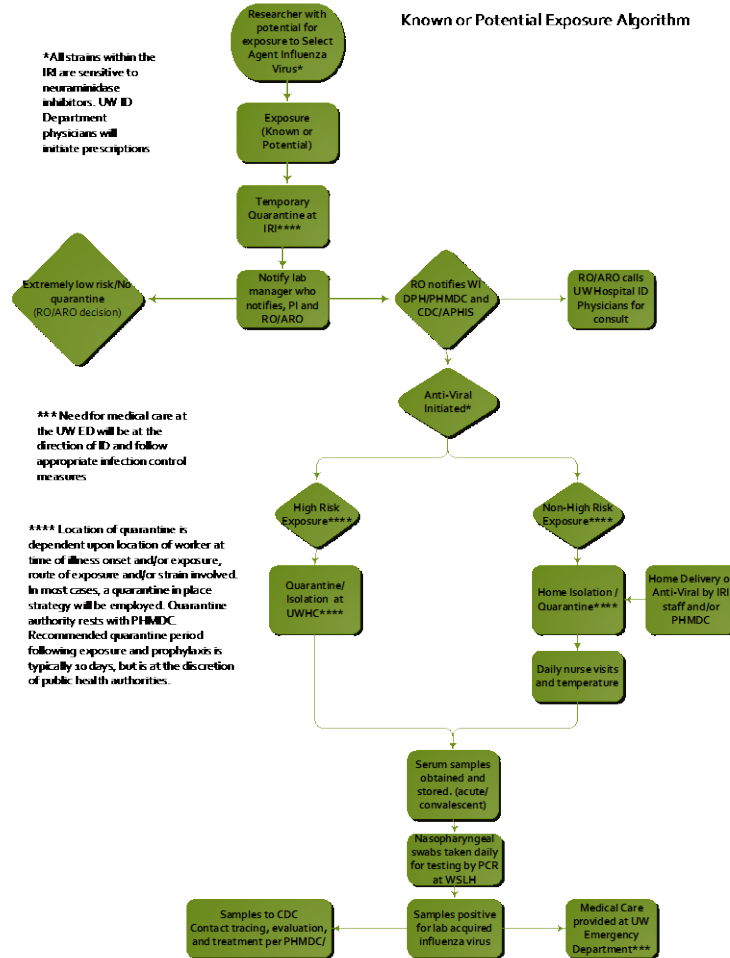 Known or Potential Exposure Algorithm
Researcher with
potential for
exposure to Select
Agent Influenza
Virus*
*All strains within the
IRI are sensitive to
neuraminidase
inhibitors. UW ID
Department
physicians will
initiate prescriptions
Exposure
(Known or
Potential)
Temporary
Quarantine at
IRI****
Extremely low risk/No
quarantine
(RO/ARO decision)
Notify lab
manager who
notifies, PI and
RO/ARO
RO notifies WI
DPH/PHMDC and
CDC/APHIS
RO/ARO calls
UW Hospital ID
Physicians for
consult
Anti-Viral
Initiated*
*** Need for medical care at
the UW ED will be at the
direction of ID and follow
appropriate infection control
measures
High Risk
Exposure****
Non-High Risk
Exposure****
**** Location of quarantine is
dependent upon location of worker at
time of illness onset and/or exposure,
route of exposure and/or strain involved.
In most cases, a quarantine in place
strategy will be employed. Quarantine
authority rests with PHMDC.
Recommended quarantine period
following exposure and prophylaxis is
typically 10 days, but is at the discretion
of public health authorities.
Quarantine/
Isolation at
UWHC****
Home Isolation /
Quarantine****
Home Delivery o
Anti-Viral by IRI
staff and/or
PHMDC
Daily nurse visits
and temperature
Serum samples
obtained and
stored. (acute/
convalescent)
Nasopharyngeal
swabs taken daily
for testing by PCR
at WSLH
Samples to CDC
Contact tracing, evaluation,
and treatment per PHMDC/
Samples positive
for lab acquired
influenza virus
Medical Care
provided at UW
Emergency
Department***